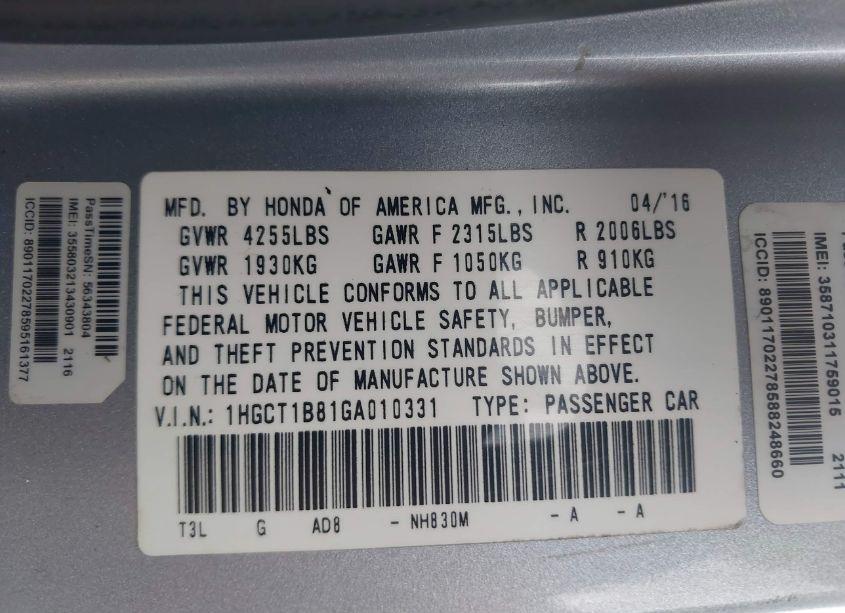 PassTimeSN: 56343804
IMEI: 355803213430901 2116
ICCID: 8901170227859516​1377
MFD. BY HONDA OF AMERICA MFG., INC. 04/'16
GVWR 4255LBS GAWR F 2315LBS R 2006LBS
GVWR 1930KG GAWR F 1050KG R 910KG
THIS VEHICLE CONFORMS TO ALL APPLICABLE
FEDERAL MOTOR VEHICLE SAFETY, BUMPER,
AND THEFT PREVENTION STANDARDS IN EFFECT
ON THE DATE OF MANUFACTURE SHOWN ABOVE.
V.I.N.: 1HGCT1B81GA010331 TYPE: PASSENGER CAR
T3L G AD8 - NH830M - A - A
IMEI: 358710311759015 2111
ICCID: 89011702278588248660